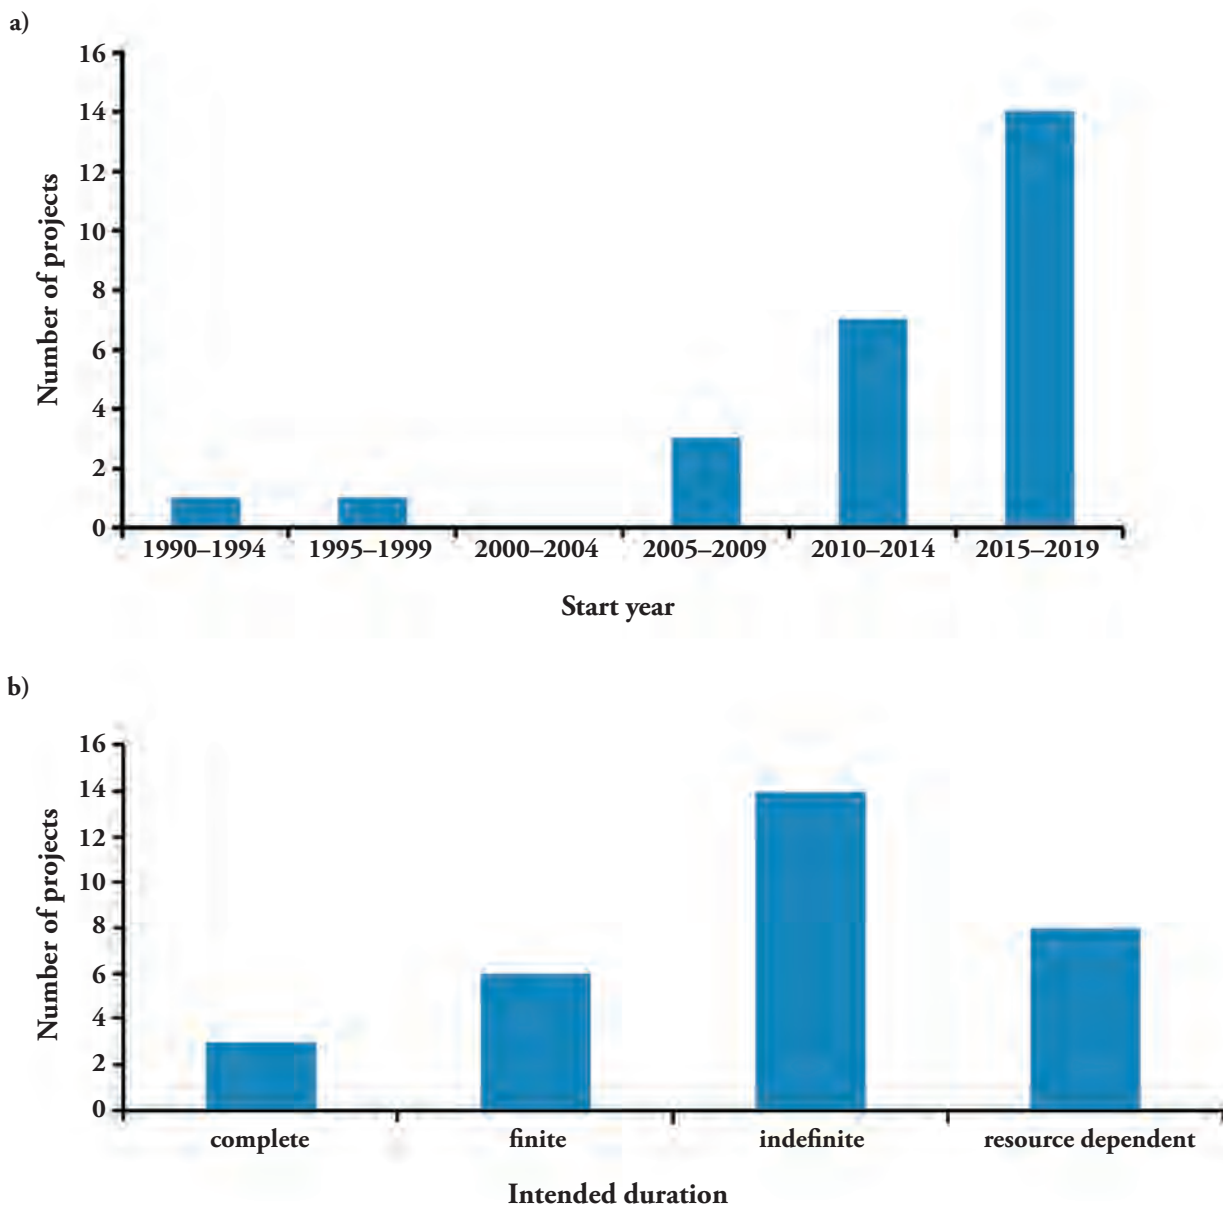 a)
16
14
12
10
8
6
4
2
0
Number of projects
1990–1994 1995–1999 2000–2004 2005–2009 2010–2014 2015–2019
Start year
b)
16
14
12
10
8
6
4
2
0
Number of projects
complete finite indefinite resource dependent
Intended duration